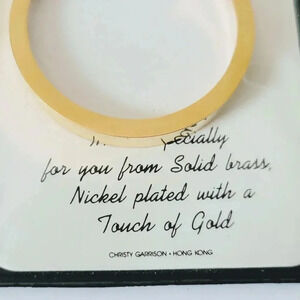 for you from Solid brass,
Nickel plated with a
Touch of Gold
CHRISTY GARRISON • HONG KONG